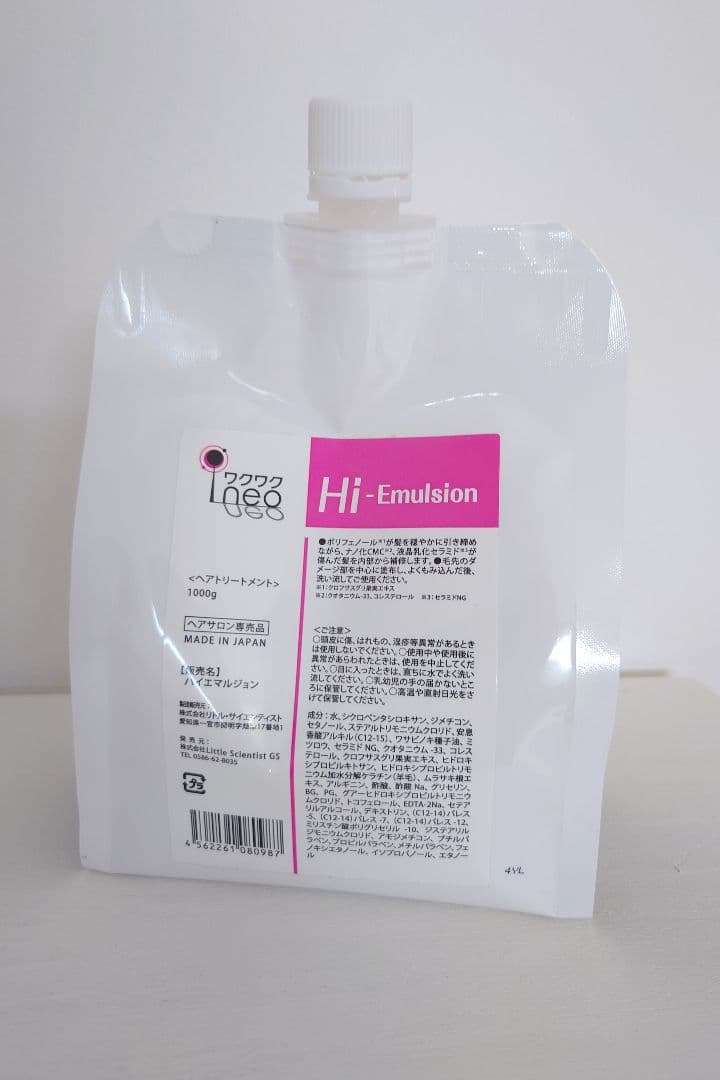 ワクワク
neo
Hi - Emulsion
●ポリフェノール※1が髪を穏やかに引き締め
ながら、ナノ化CMC※2、液晶乳化セラミド※3が
傷んだ髪を内部から補修します。●毛先のダ
メージ部を中心に塗布し、よくもみ込んだ後、
洗い流してご使用ください。
※1:クロフサスグリ果実エキス
※2:クオタニウム-33、コレステロール ※3:セラミドNG
<ヘアトリートメント>
1000g
ヘアサロン専売品
MADE IN JAPAN
【販売名】
ハイエマルジョン
製造販売元:
株式会社リトル・サイエンティスト
発売元:
株式会社Little Scientist GS
TEL 0586-62-8035
プラ
4 562261 080987
<ご注意>
○頭皮に傷、はれもの、湿疹等異常があるとき
は使用しないでください。○使用中や使用後に
異常があらわれたときは、使用を中止してくだ
さい。○目に入ったときは、直ちに水でよく洗い
流してください。○乳幼児の手の届かないとこ
ろに保管してください。○高温や直射日光をさ
けて保管してください。
成分:水、シクロペンタシロキサン、ジメチコン、
セタノール、ステアルトリモニウムクロリド、安息
香酸アルキル(C12-15)、ワサビノキ種子油、ミ
ツロウ、セラミドNG、クオタニウム-33、コレス
テロール、クロフサスグリ果実エキス、ヒドロキ
シプロピルキトサン、ヒドロキシプロピルトリモ
ニウム加水分解ケラチン(羊毛)、ムラサキ根エ
キス、アルギニン、酢酸、酢酸Na、グリセリン、
BG、PG、グアーヒドロキシプロピルトリモニウ
ムクロリド、トコフェロール、EDTA-2Na、セテア
リルアルコール、デキストリン、(C12-14)パレス
-5、(C12-14)パレス-7、(C12-14)パレス-12、
ミリスチン酸ポリグリセリル-10、ジステアリル
ジモニウムクロリド、アモジメチコン、ブチルパ
ラベン、プロピルパラベン、メチルパラベン、フェ
ノキシエタノール、イソプロパノール、エタノー
ル
4YL